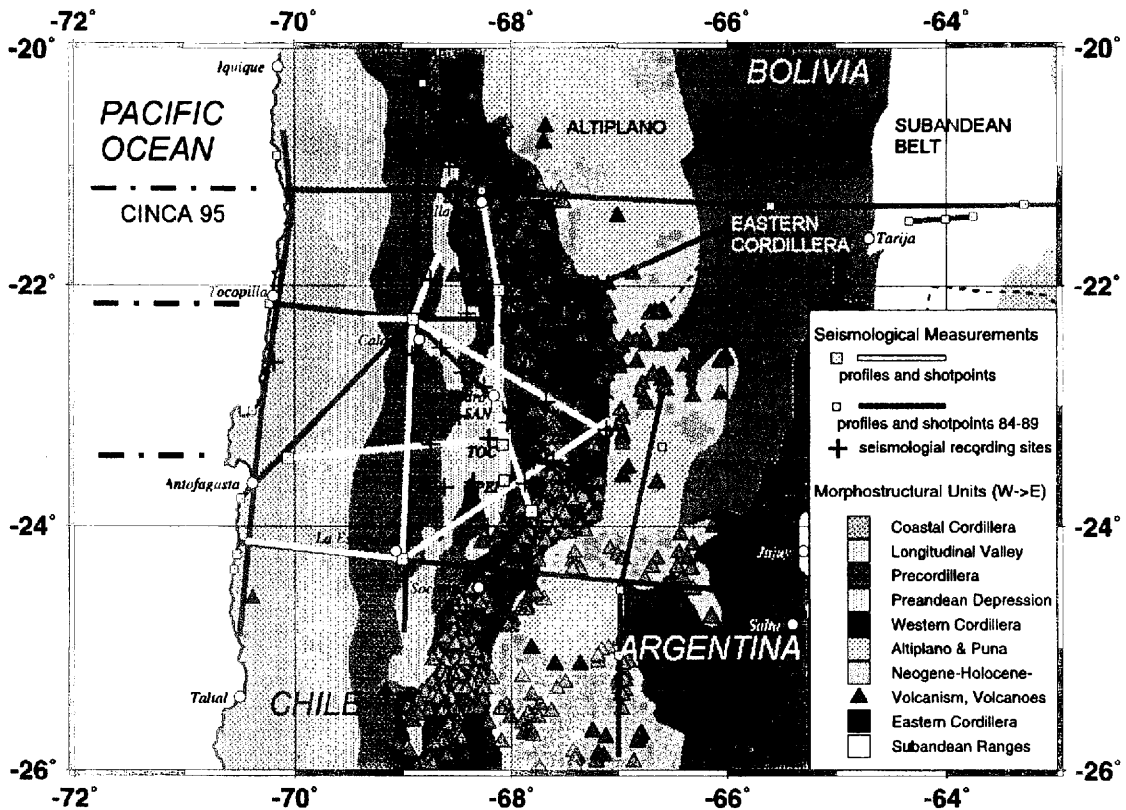 -72° -70° -68° -66° -64°
-20° -20°
Iquique
BOLIVIA
PACIFIC
OCEAN
ALTIPLANO
SUBANDEAN
BELT
CINCA 95
EASTERN
CORDILLERA
Tarija
-22° -22°
Tocopilla
Seismological Measurements
profiles and shotpoints
SAN
profiles and shotpoints 84-89
TOC
seismologial recording sites
Antofagasta
PEI
Morphostructural Units (W->E)
Coastal Cordillera
-24° -24°
Longitudinal Valley
Jujuy
Precordillera
Preandean Depression
Salta
Western Cordillera
ARGENTINA
Altiplano & Puna
Neogene-Holocene-
Taltal
CHILE
Volcanism, Volcanoes
Eastern Cordillera
Subandean Ranges
-26° -26°
-72° -70° -68° -66° -64°